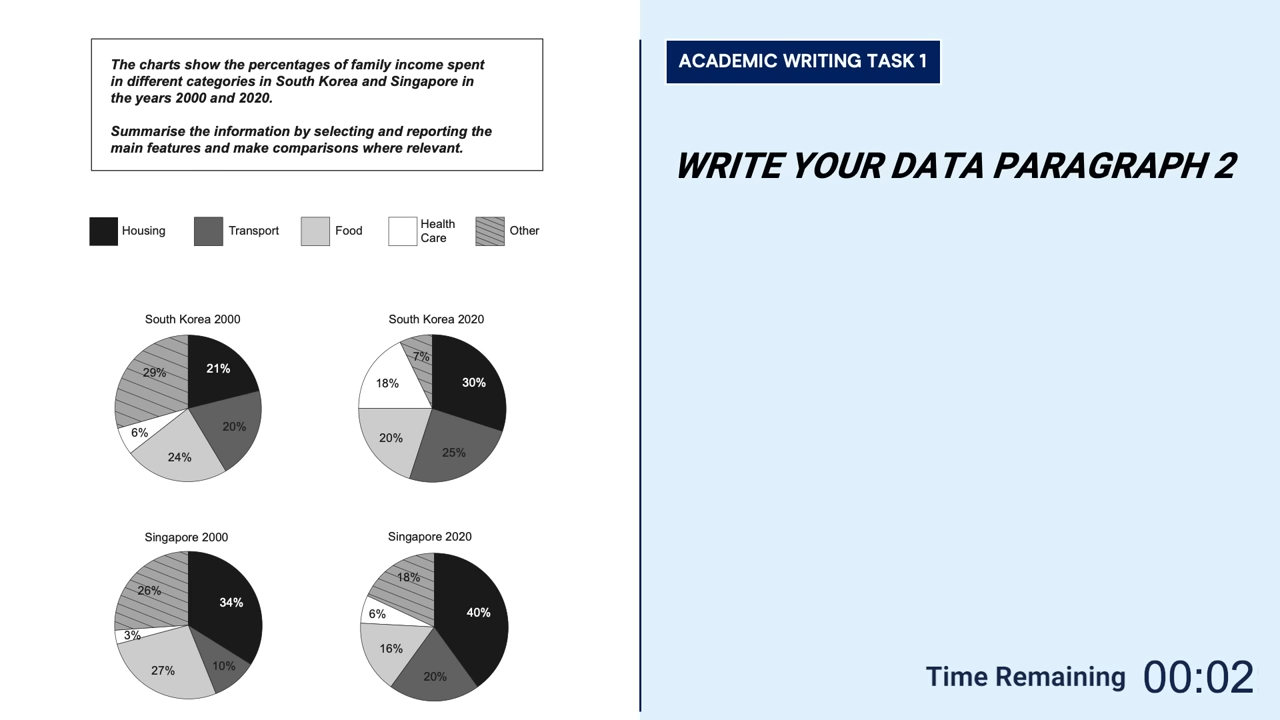 The charts show the percentages of family income spent
in different categories in South Korea and Singapore in
the years 2000 and 2020.
Summarise the information by selecting and reporting the
main features and make comparisons where relevant.
Housing
Transport
Food
Health
Care
Other
South Korea 2000
21%
20%
24%
6%
29%
South Korea 2020
30%
25%
20%
18%
7%
Singapore 2000
34%
10%
27%
3%
26%
Singapore 2020
40%
20%
16%
6%
18%
ACADEMIC WRITING TASK 1
WRITE YOUR DATA PARAGRAPH 2
Time Remaining 00:02